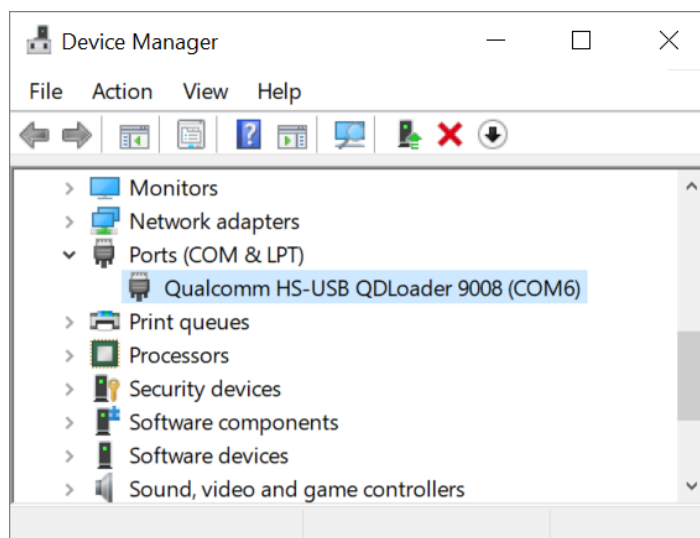 Device Manager
File Action View Help
Monitors
Network adapters
Ports (COM & LPT)
Qualcomm HS-USB QDLoader 9008 (COM6)
Print queues
Processors
Security devices
Software components
Software devices
Sound, video and game controllers